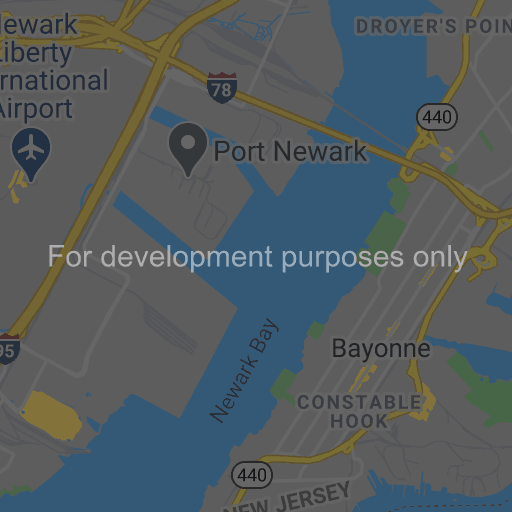 Newark
Liberty
ernational
Airport
DROYER'S POIN
78
440
Port Newark
For development purposes only
95
Newark Bay
Bayonne
CONSTABLE
HOOK
440
NEW JERSEY